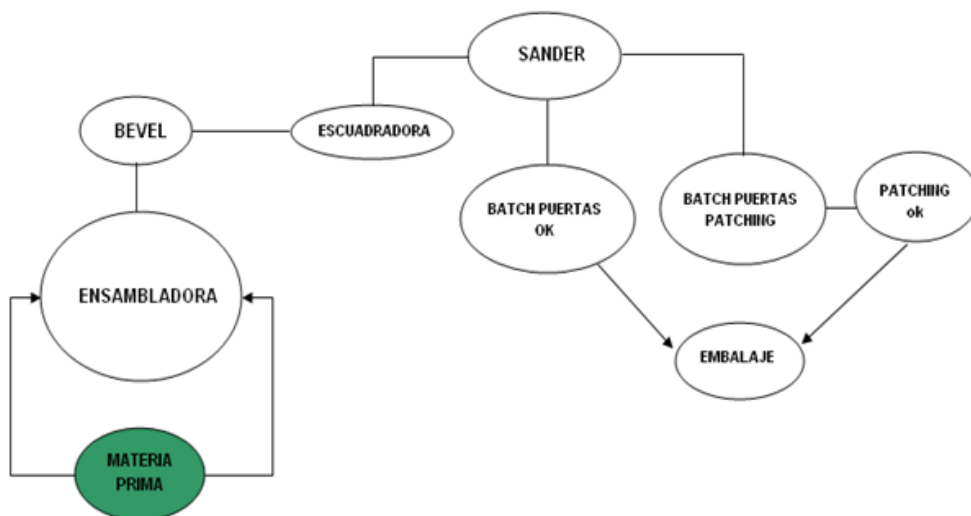 SANDER
BEVEL
ESCUADRADORA
BATCH PUERTAS
OK
BATCH PUERTAS
PATCHING
PATCHING
ok
ENSAMBLADORA
EMBALAJE
MATERIA
PRIMA